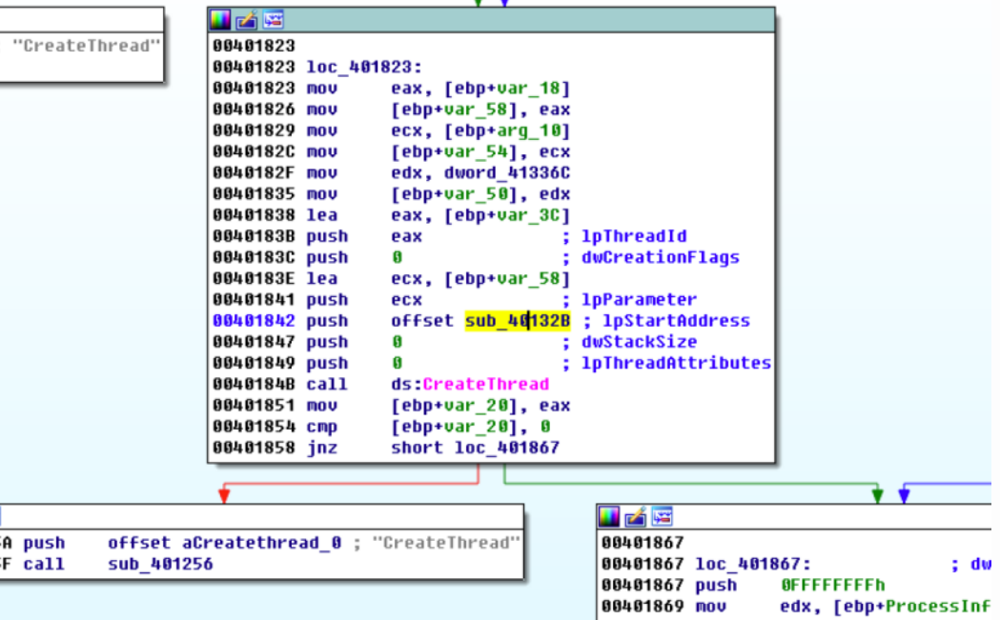 "CreateThread"
00401823
00401823 loc_401823:
00401823 mov eax, [ebp+var_18]
00401826 mov [ebp+var_58], eax
00401829 mov ecx, [ebp+arg_10]
0040182C mov [ebp+var_54], ecx
0040182F mov edx, dword_41336C
00401835 mov [ebp+var_50], edx
00401838 lea eax, [ebp+var_3C]
0040183B push eax ; lpThreadId
0040183C push 0 ; dwCreationFlags
0040183E lea ecx, [ebp+var_58]
00401841 push ecx ; lpParameter
00401842 push offset sub_40132B ; lpStartAddress
00401847 push 0 ; dwStackSize
00401849 push 0 ; lpThreadAttributes
0040184B call ds:CreateThread
00401851 mov [ebp+var_20], eax
00401854 cmp [ebp+var_20], 0
00401858 jnz short loc_401867
A push offset aCreatethread_0 ; "CreateThread"
F call sub_401256
00401867
00401867 loc_401867: ; dw
00401867 push 0FFFFFFFFh
00401869 mov edx, [ebp+ProcessInf